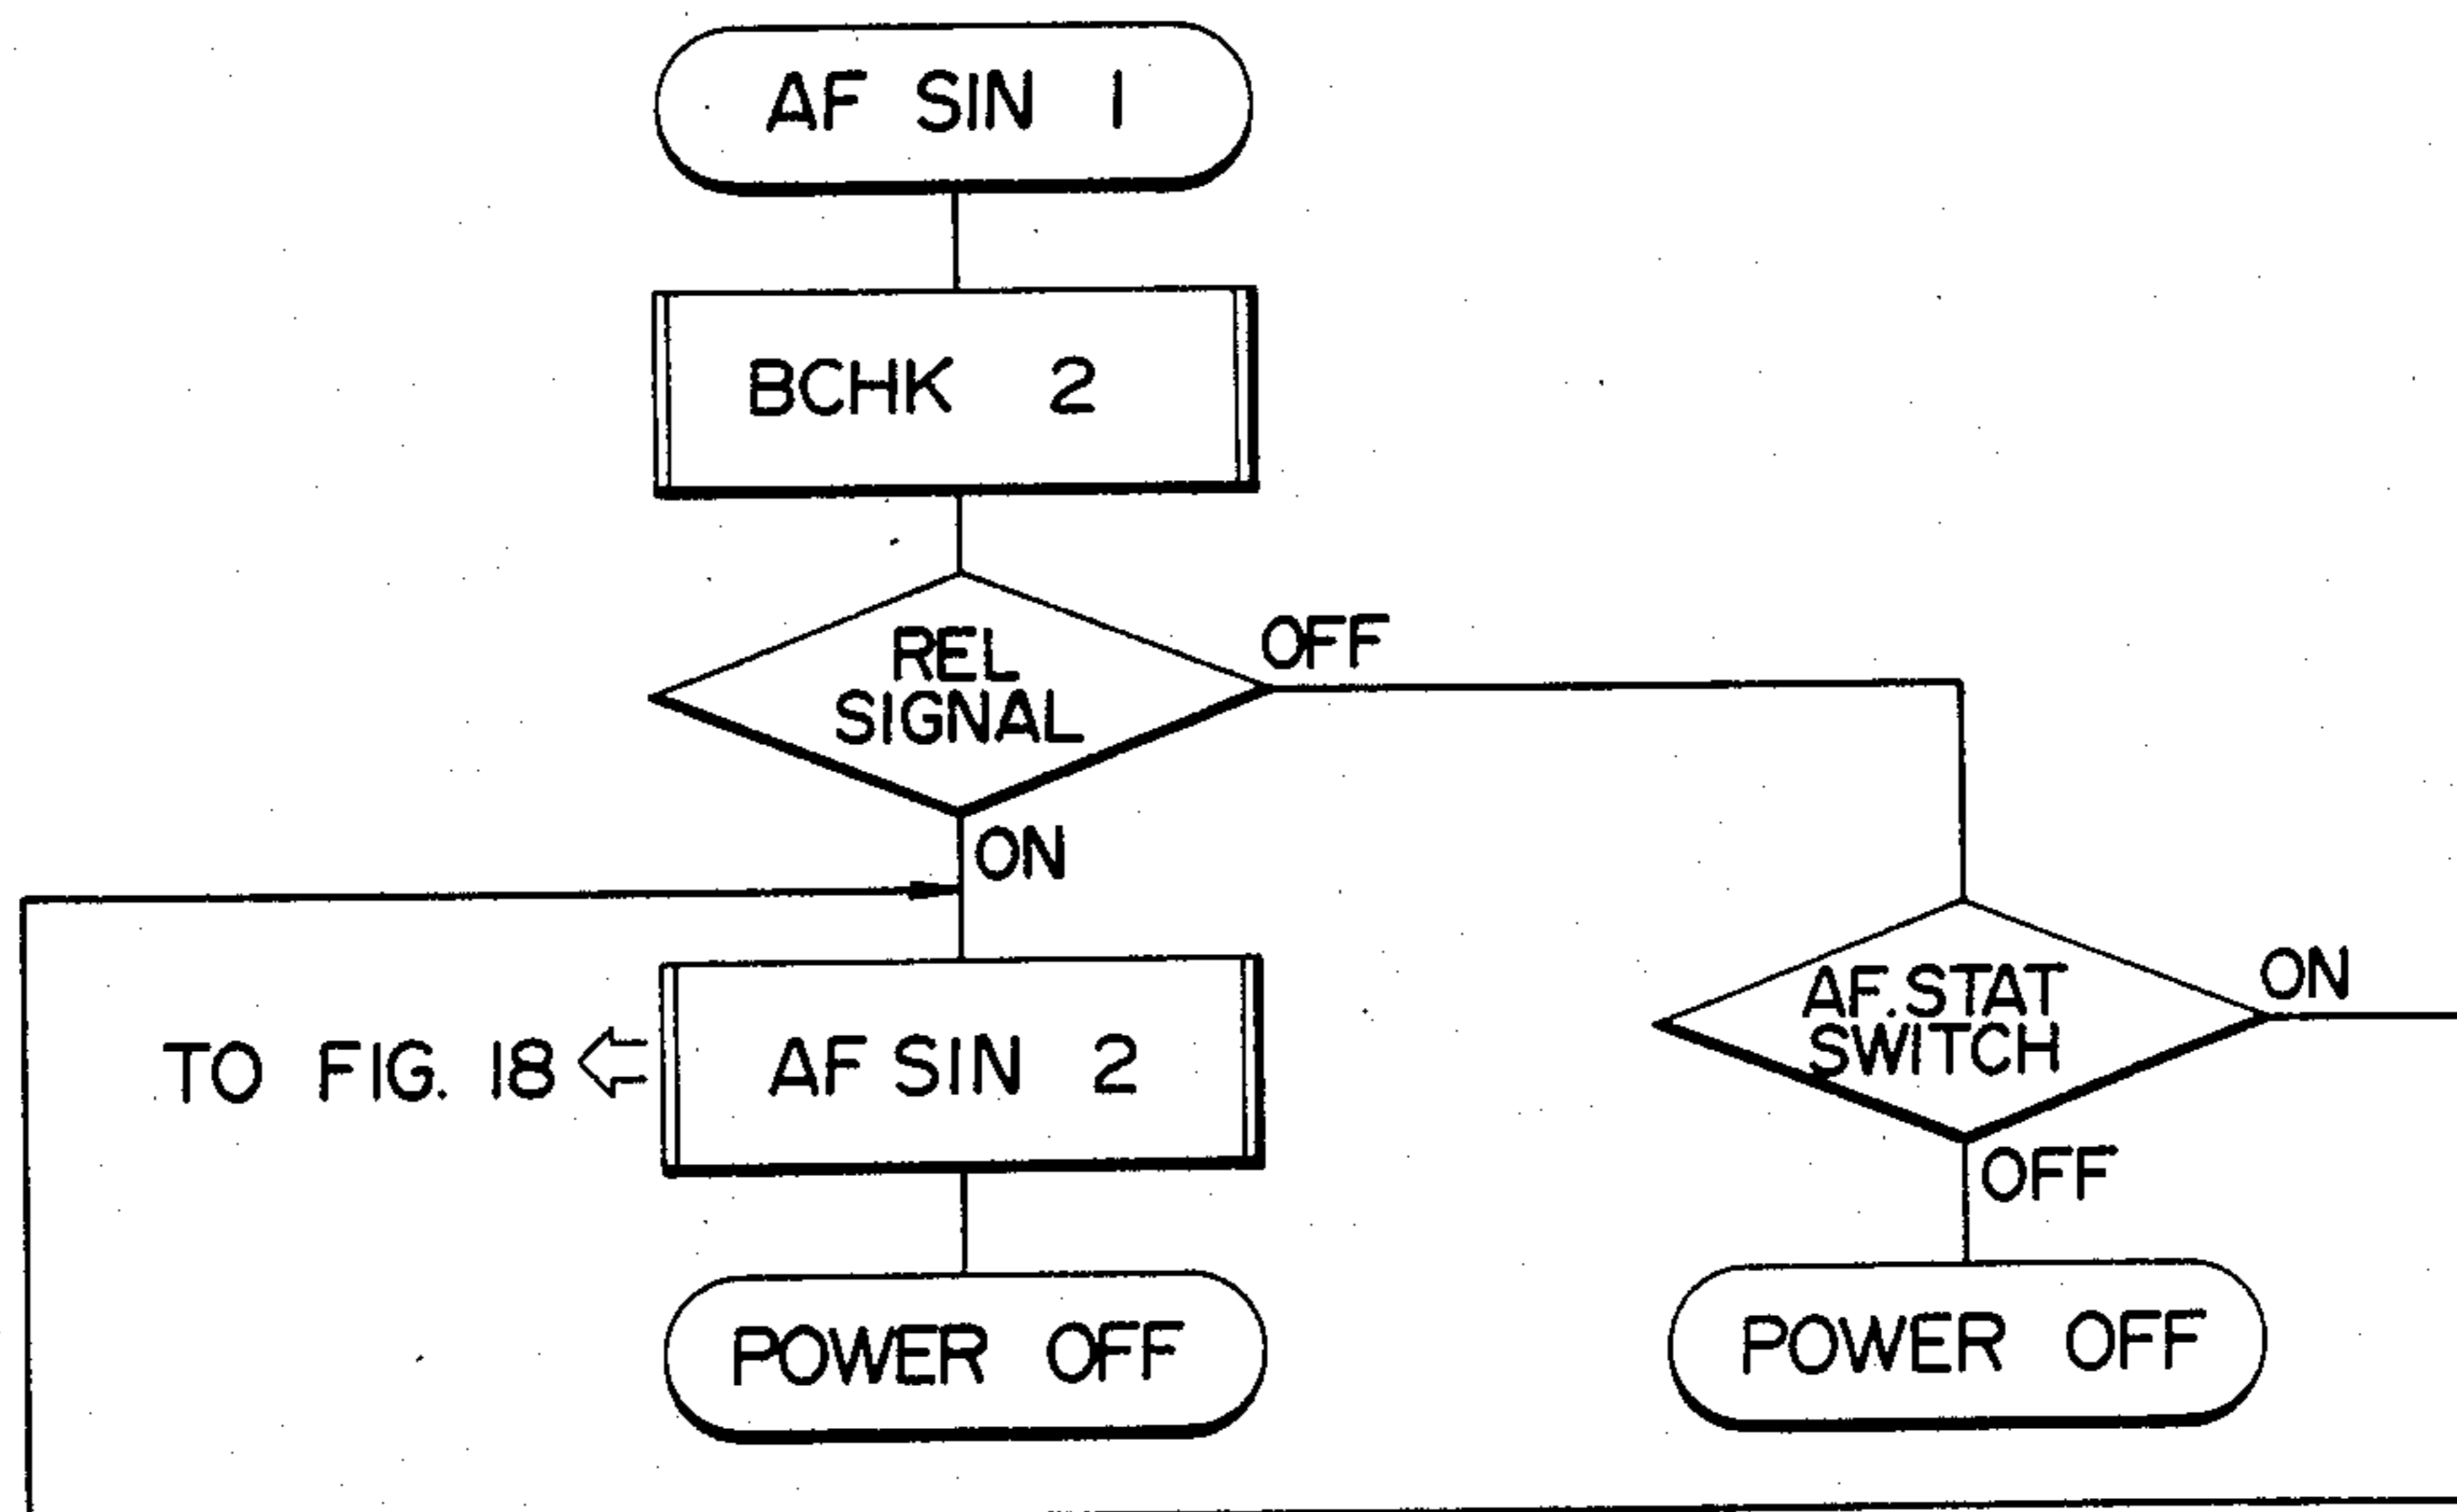 AF SIN 1
BCHK 2
REL
SIGNAL
OFF
ON
AF.STAT
SWITCH
ON
TO FIG. 18
AF SIN 2
OFF
POWER OFF
POWER OFF